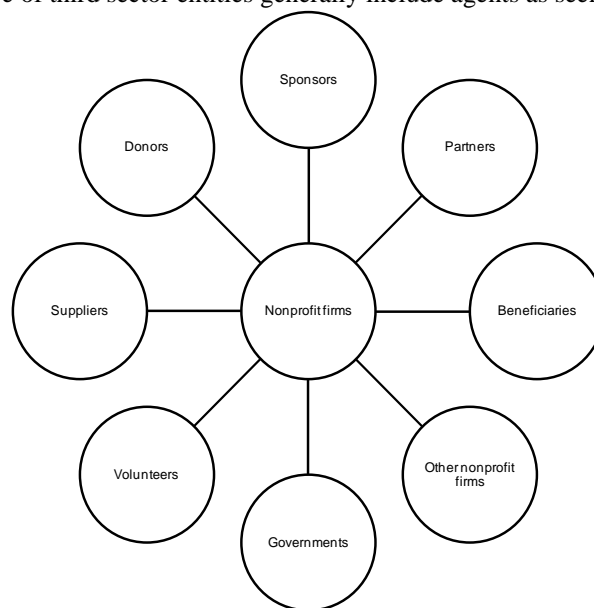 of third sector entities generally include agents as see
Sponsors
Donors
Partners
Suppliers
Nonprofit firms
Beneficiaries
Volunteers
Other nonprofit
firms
Governments